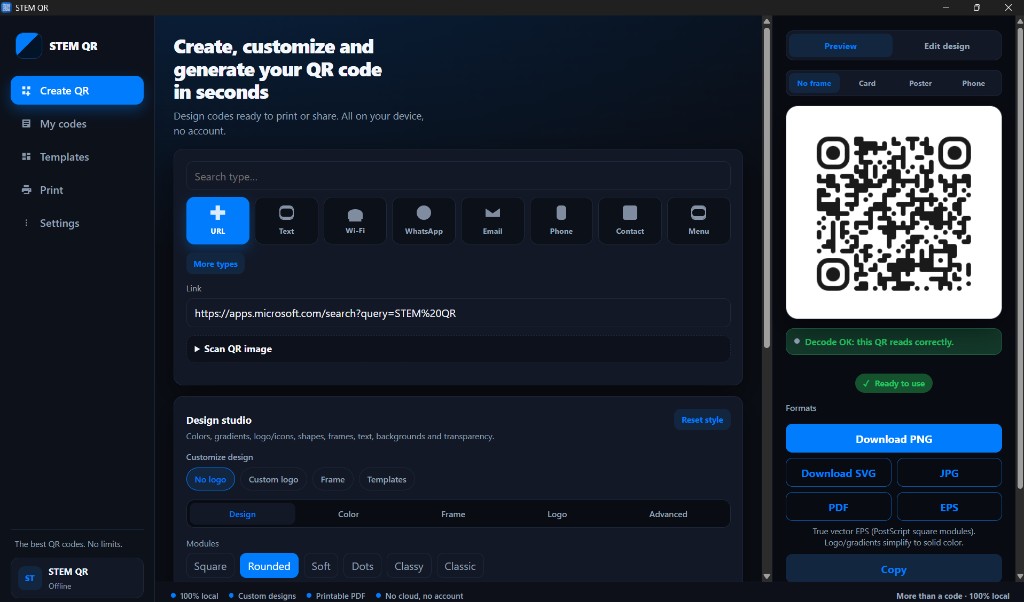 STEM QR
STEM QR
Create QR
My codes
Templates
Print
Settings
The best QR codes. No limits.
ST
STEM QR
Offline
Create, customize and
generate your QR code
in seconds
Design codes ready to print or share. All on your device,
no account.
Search type...
URL
Text
Wi-Fi
WhatsApp
Email
Phone
Contact
Menu
More types
Link
https://apps.microsoft.com/search?query=STEM%20QR
Scan QR image
Design studio
Reset style
Colors, gradients, logo/icons, shapes, frames, text, backgrounds and transparency.
Customize design
No logo
Custom logo
Frame
Templates
Design
Color
Frame
Logo
Advanced
Modules
Square
Rounded
Soft
Dots
Classy
Classic
Preview
Edit design
No frame
Card
Poster
Phone
Decode OK: this QR reads correctly.
✓ Ready to use
Formats
Download PNG
Download SVG
JPG
PDF
EPS
True vector EPS (PostScript square modules).
Logo/gradients simplify to solid color.
Copy
100% local
Custom designs
Printable PDF
No cloud, no account
More than a code · 100% local